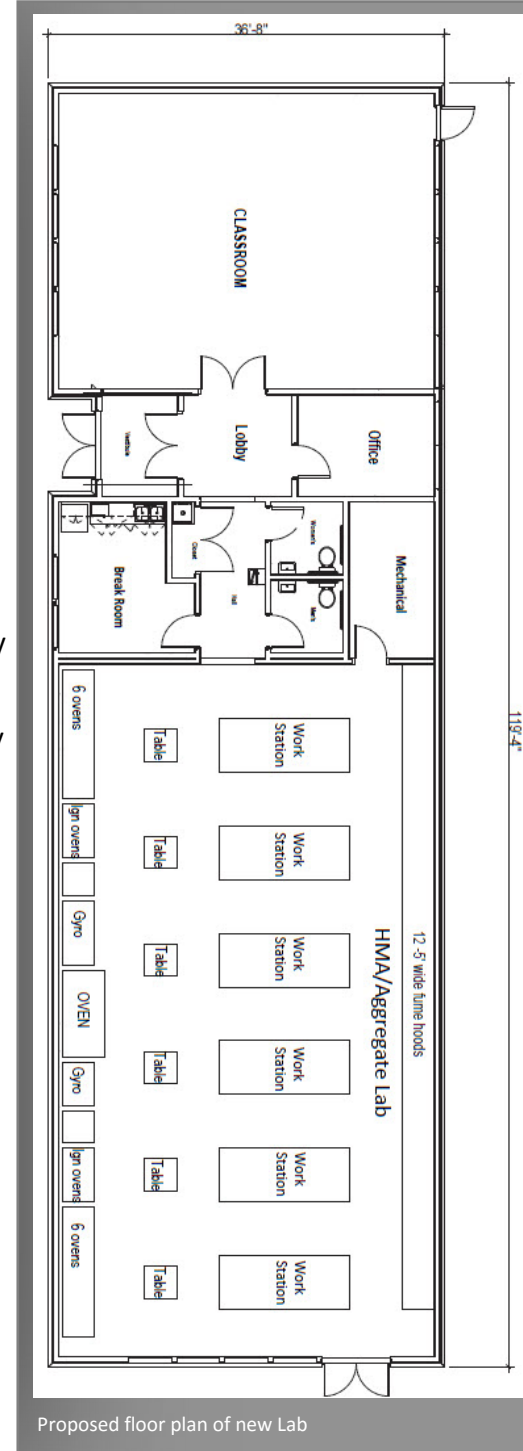 36'-8"
119'-4"
CLASSROOM
Lobby
Office
Vestibule
Closet
Hall
Women's
Men's
Mechanical
Break Room
y
y
6 ovens
Ign ovens
Gyro
OVEN
Gyro
Ign ovens
6 ovens
Table
Table
Table
Table
Table
Table
Work
Station
Work
Station
Work
Station
Work
Station
Work
Station
Work
Station
HMA/Aggregate Lab
12 -5' wide fume hoods
Proposed floor plan of new Lab